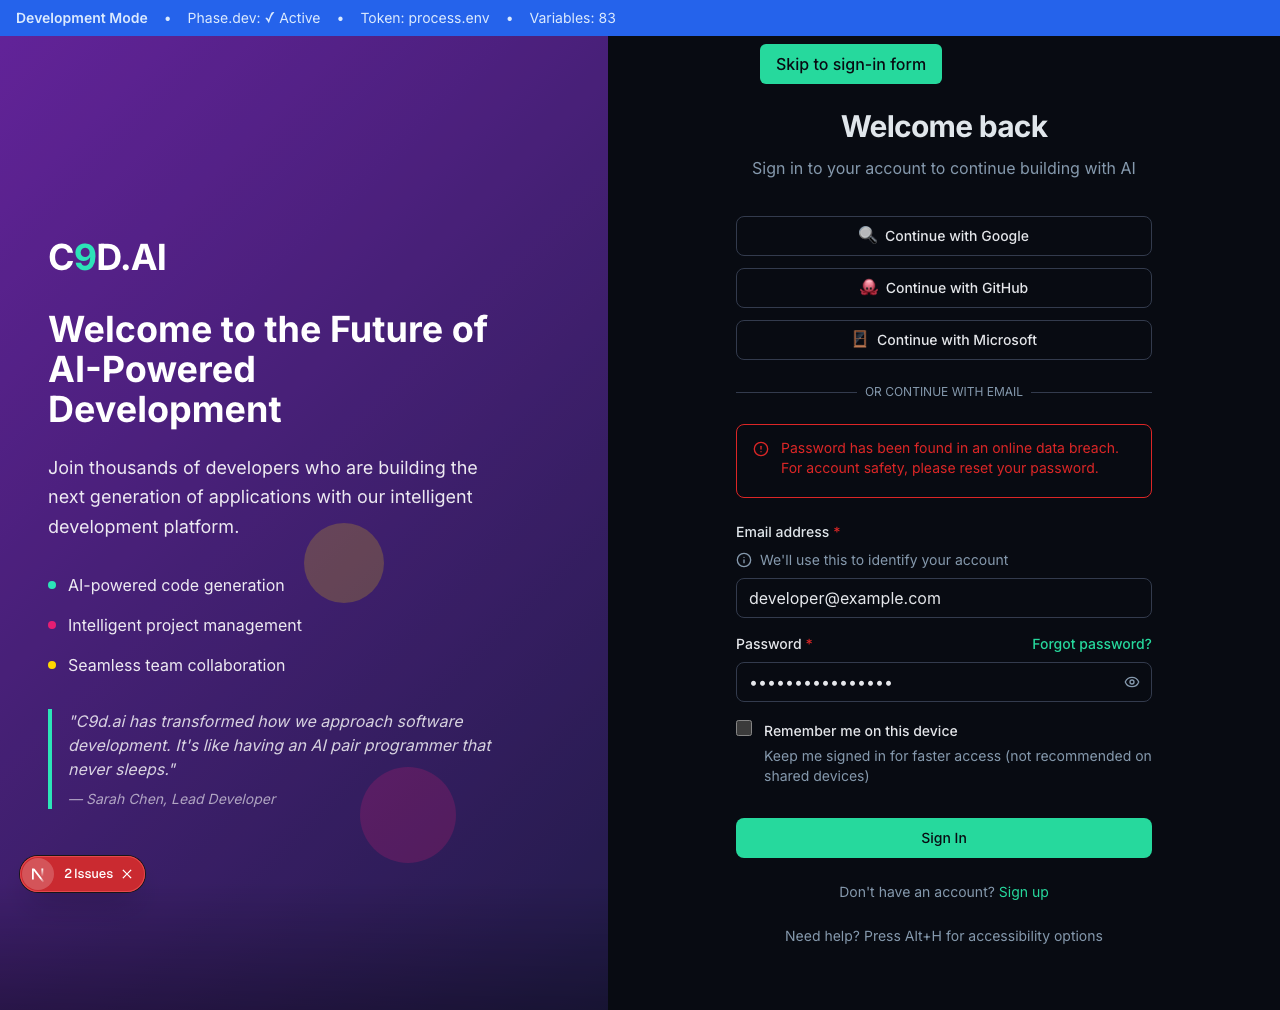 Development Mode • Phase.dev: ✓ Active • Token: process.env • Variables: 83
C9D.AI
Welcome to the Future of
AI-Powered
Development
Join thousands of developers who are building the
next generation of applications with our intelligent
development platform.
AI-powered code generation
Intelligent project management
Seamless team collaboration
"C9d.ai has transformed how we approach software
development. It's like having an AI pair programmer that
never sleeps."
— Sarah Chen, Lead Developer
2 Issues
Skip to sign-in form
Welcome back
Sign in to your account to continue building with AI
Continue with Google
Continue with GitHub
Continue with Microsoft
OR CONTINUE WITH EMAIL
Password has been found in an online data breach.
For account safety, please reset your password.
Email address *
We'll use this to identify your account
developer@example.com
Password * Forgot password?
••••••••••••••••
Remember me on this device
Keep me signed in for faster access (not recommended on
shared devices)
Sign In
Don't have an account? Sign up
Need help? Press Alt+H for accessibility options